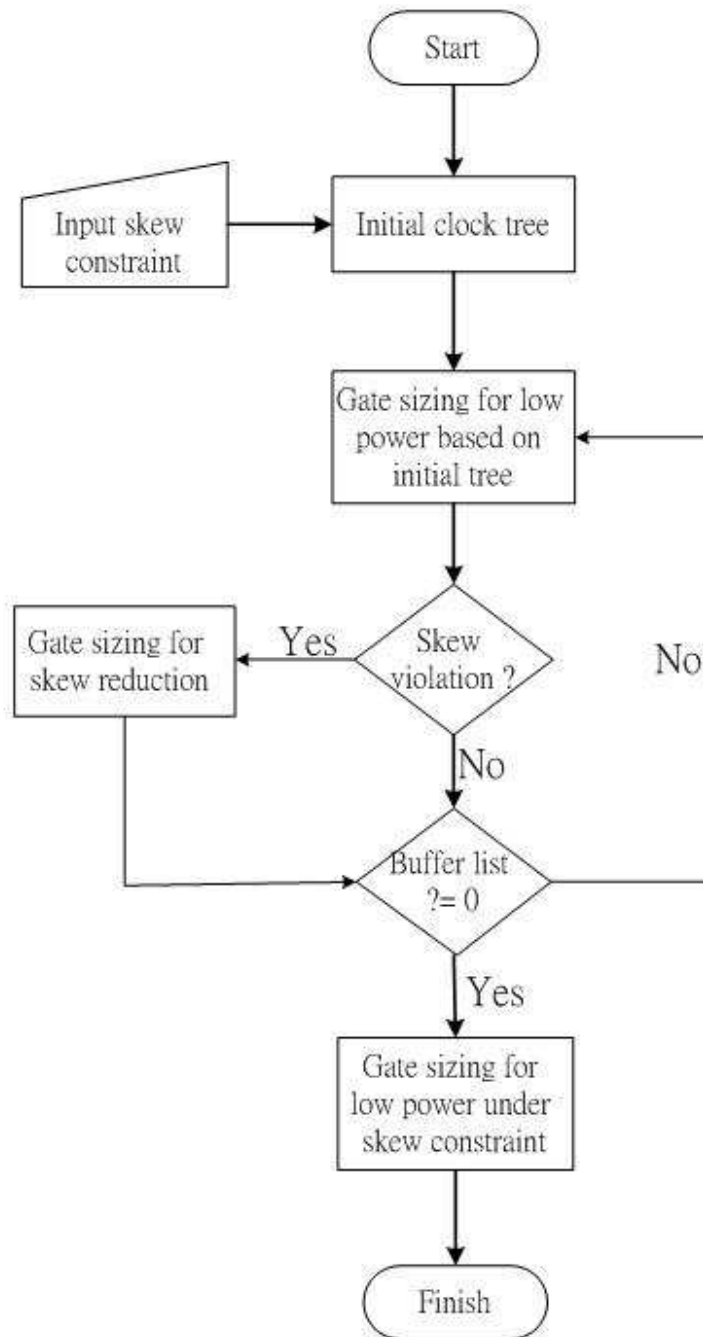 Start
Input skew
constraint
Initial clock tree
Gate sizing for low
power based on
initial tree
Gate sizing for
skew reduction
Yes
Skew
violation ?
No
No
Buffer list
?= 0
Yes
Gate sizing for
low power under
skew constraint
Finish